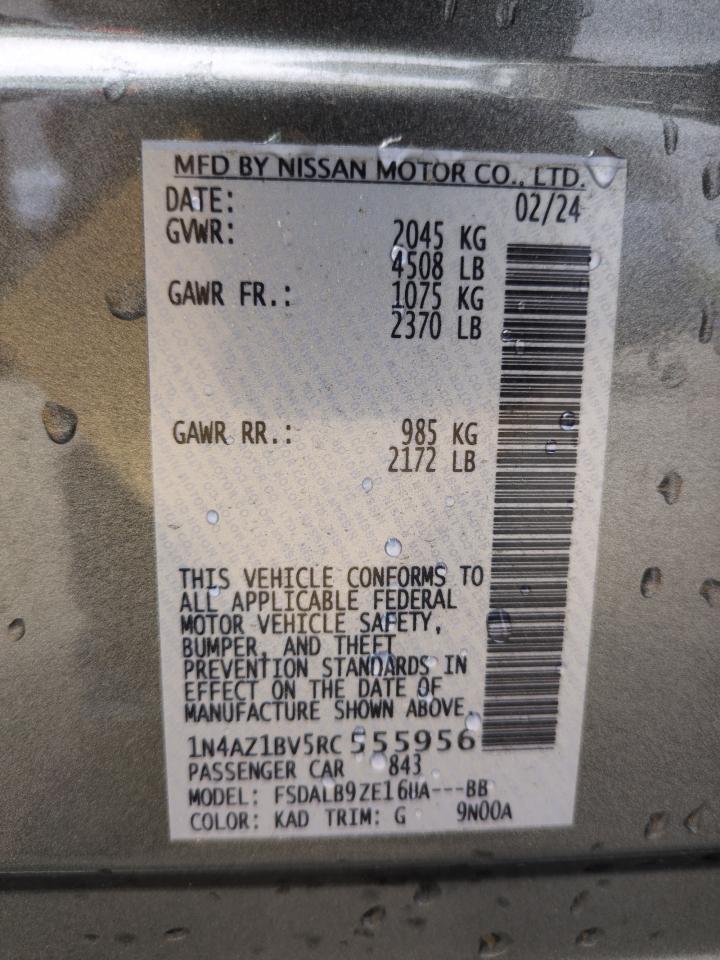 MFD BY NISSAN MOTOR CO., LTD.
DATE: 02/24
GVWR: 2045 KG
4508 LB
GAWR FR.: 1075 KG
2370 LB
GAWR RR.: 985 KG
2172 LB
THIS VEHICLE CONFORMS TO
ALL APPLICABLE FEDERAL
MOTOR VEHICLE SAFETY,
BUMPER, AND THEFT
PREVENTION STANDARDS IN
EFFECT ON THE DATE OF
MANUFACTURE SHOWN ABOVE.
1N4AZ1BV5RC555956
PASSENGER CAR 843
MODEL: FSDALB9ZE16UA---BB
COLOR: KAD TRIM: G 9N00A